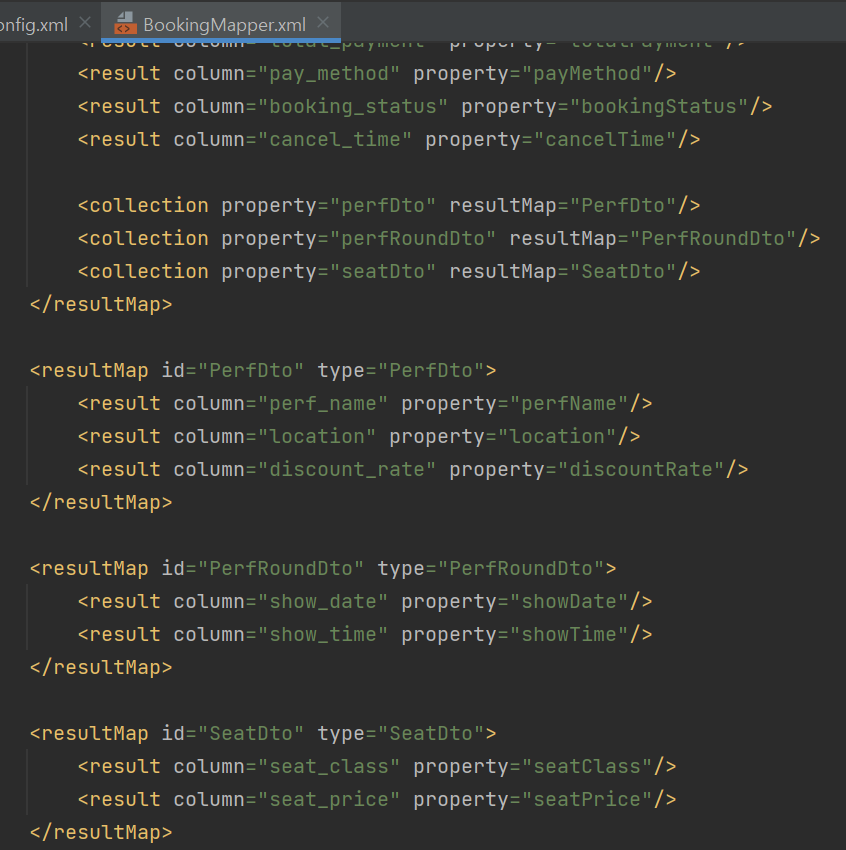 onfig.xml
BookingMapper.xml
<result column="total_payment" property="totalPayment"/>
<result column="pay_method" property="payMethod"/>
<result column="booking_status" property="bookingStatus"/>
<result column="cancel_time" property="cancelTime"/>
<collection property="perfDto" resultMap="PerfDto"/>
<collection property="perfRoundDto" resultMap="PerfRoundDto"/>
<collection property="seatDto" resultMap="SeatDto"/>
</resultMap>
<resultMap id="PerfDto" type="PerfDto">
<result column="perf_name" property="perfName"/>
<result column="location" property="location"/>
<result column="discount_rate" property="discountRate"/>
</resultMap>
<resultMap id="PerfRoundDto" type="PerfRoundDto">
<result column="show_date" property="showDate"/>
<result column="show_time" property="showTime"/>
</resultMap>
<resultMap id="SeatDto" type="SeatDto">
<result column="seat_class" property="seatClass"/>
<result column="seat_price" property="seatPrice"/>
</resultMap>